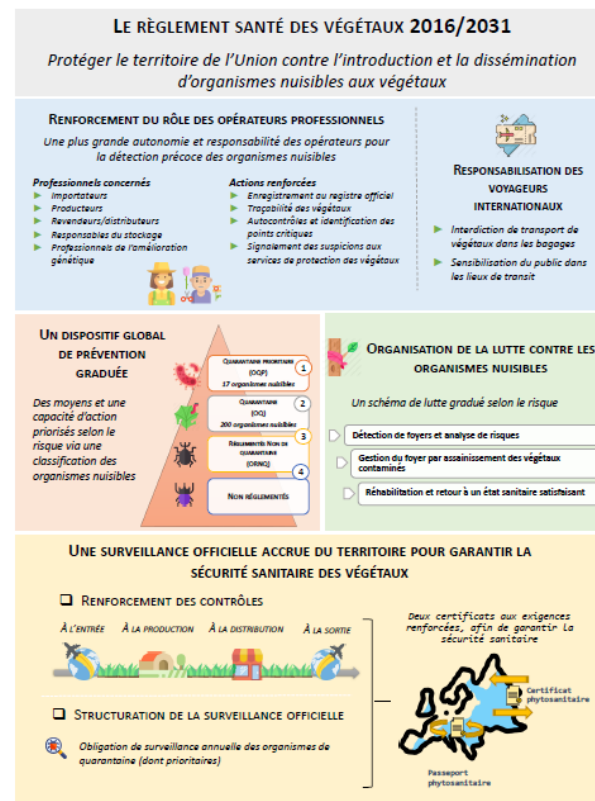 LE RÈGLEMENT SANTÉ DES VÉGÉTAUX 2016/2031
Protéger le territoire de l'Union contre l'introduction et la dissémination
d'organismes nuisibles aux végétaux
RENFORCEMENT DU RÔLE DES OPÉRATEURS PROFESSIONNELS
Une plus grande autonomie et responsabilité des opérateurs pour
la détection précoce des organismes nuisibles
Professionnels concernés
Importateurs
Producteurs
Revendeurs/distributeurs
Responsables du stockage
Professionnels de l'amélioration
génétique
Actions renforcées
Enregistrement au registre officiel
Traçabilité des végétaux
Autocontrôles et identification des
points critiques
Signalement des suspicions aux
services de protection des végétaux
RESPONSABILISATION DES
VOYAGEURS
INTERNATIONAUX
Interdiction de transport de
végétaux dans les bagages
Sensibilisation du public dans
les lieux de transit
UN DISPOSITIF GLOBAL
DE PRÉVENTION
GRADUÉE
Des moyens et une
capacité d'action
priorisés selon le
risque via une
classification des
organismes nuisibles
QUARANTAINE PRIORITAIRE
(OQP)
17 organismes nuisibles
1
QUARANTAINE
(OQ)
200 organismes nuisibles
2
RÉGLEMENTÉS NON DE
QUARANTAINE
(ORNQ)
3
4
NON RÉGLEMENTÉS
ORGANISATION DE LA LUTTE CONTRE LES
ORGANISMES NUISIBLES
Un schéma de lutte gradué selon le risque
Détection de foyers et analyse de risques
Gestion du foyer par assainissement des végétaux
contaminés
Réhabilitation et retour à un état sanitaire satisfaisant
UNE SURVEILLANCE OFFICIELLE ACCRUE DU TERRITOIRE POUR GARANTIR LA
SÉCURITÉ SANITAIRE DES VÉGÉTAUX
RENFORCEMENT DES CONTRÔLES
À L'ENTRÉE À LA PRODUCTION À LA DISTRIBUTION À LA SORTIE
STRUCTURATION DE LA SURVEILLANCE OFFICIELLE
Obligation de surveillance annuelle des organismes de
quarantaine (dont prioritaires)
Deux certificats aux exigences
renforcées, afin de garantir la
sécurité sanitaire
Certificat
phytosanitaire
Passeport
phytosanitaire